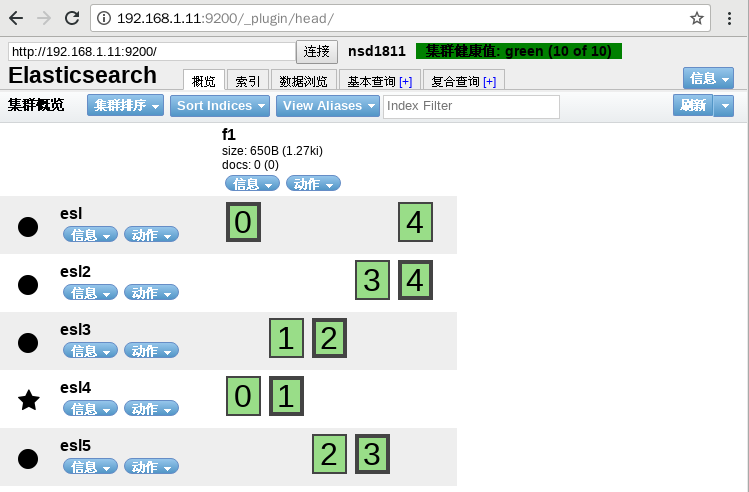 192.168.1.11:9200/_plugin/head/
http://192.168.1.11:9200/ 连接 nsd1811 集群健康值: green (10 of 10)
Elasticsearch 概览 索引 数据浏览 基本查询 [+] 复合查询 [+] 信息
集群概览 集群排序 Sort Indices View Aliases Index Filter 刷新
f1
size: 650B (1.27ki)
docs: 0 (0)
信息 动作
esl
信息 动作
0 4
esl2
信息 动作
3 4
esl3
信息 动作
1 2
esl4
信息 动作
0 1
esl5
信息 动作
2 3